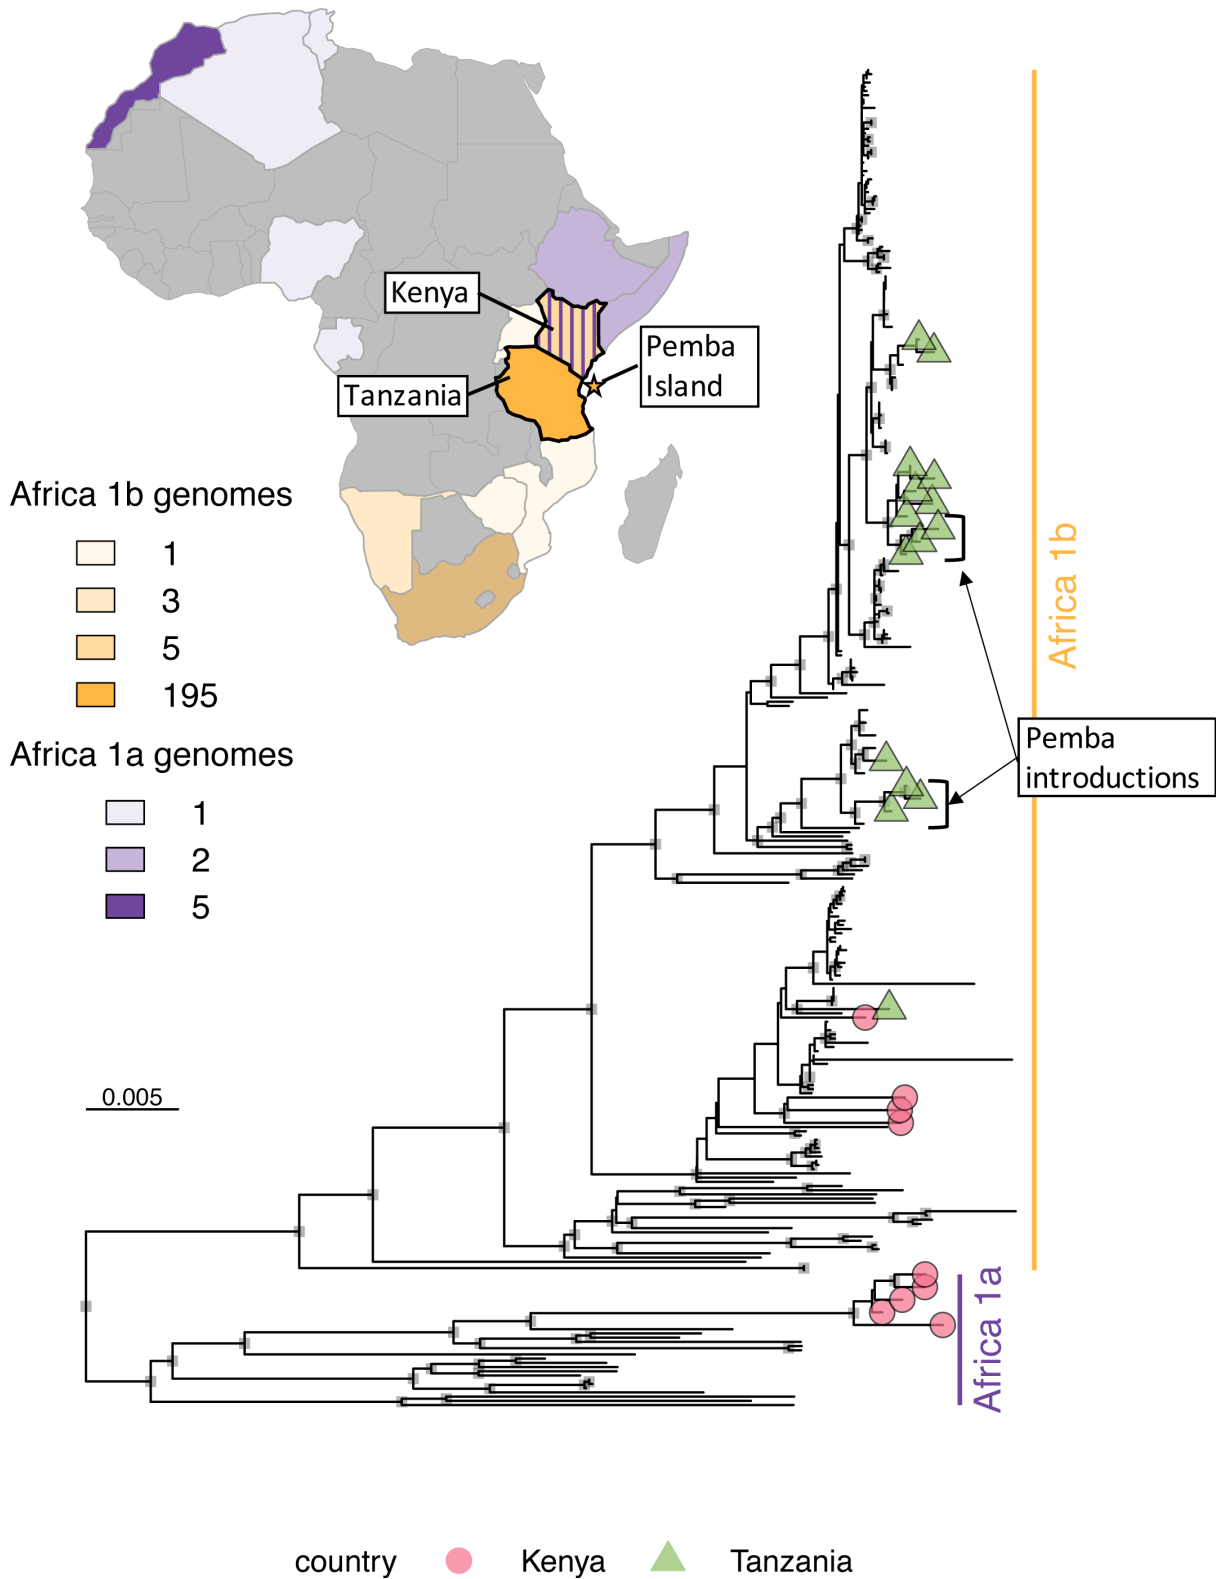 Kenya
Pemba
Island
Tanzania
Africa 1b genomes
1
3
5
195
Africa 1a genomes
1
2
5
Africa 1b
Pemba
introductions
0.005
Africa 1a
country
Kenya
Tanzania